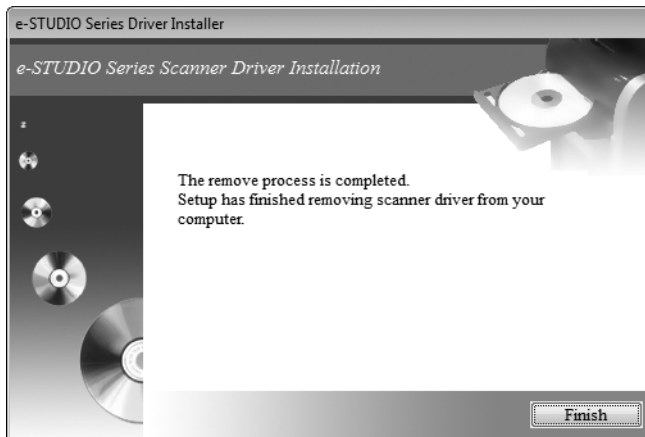 e-STUDIO Series Driver Installer
e-STUDIO Series Scanner Driver Installation
The remove process is completed.
Setup has finished removing scanner driver from your
computer.
Finish